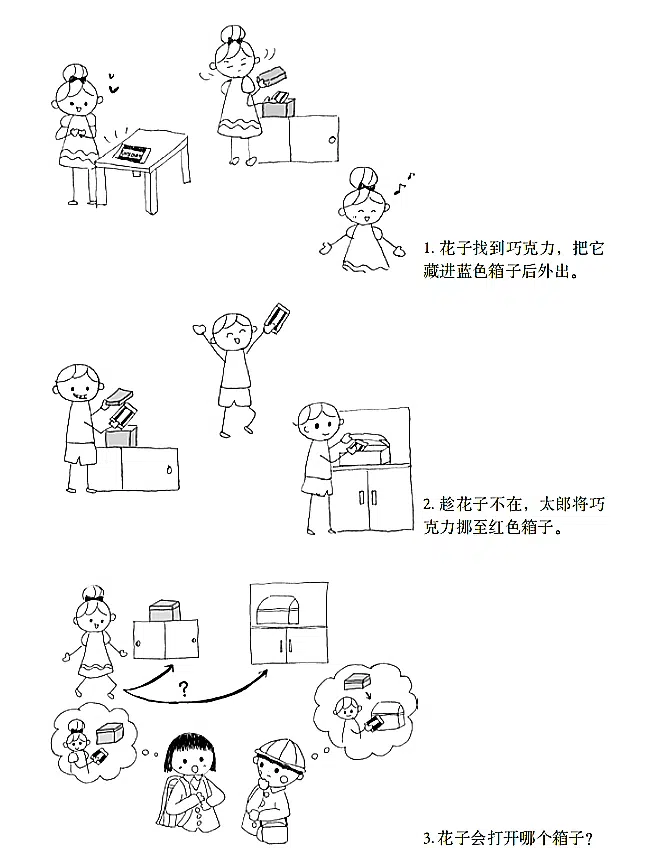 1. 花子找到巧克力，把它
藏进蓝色箱子后外出。
2. 趁花子不在，太郎将巧
克力挪至红色箱子。
?
3. 花子会打开哪个箱子?